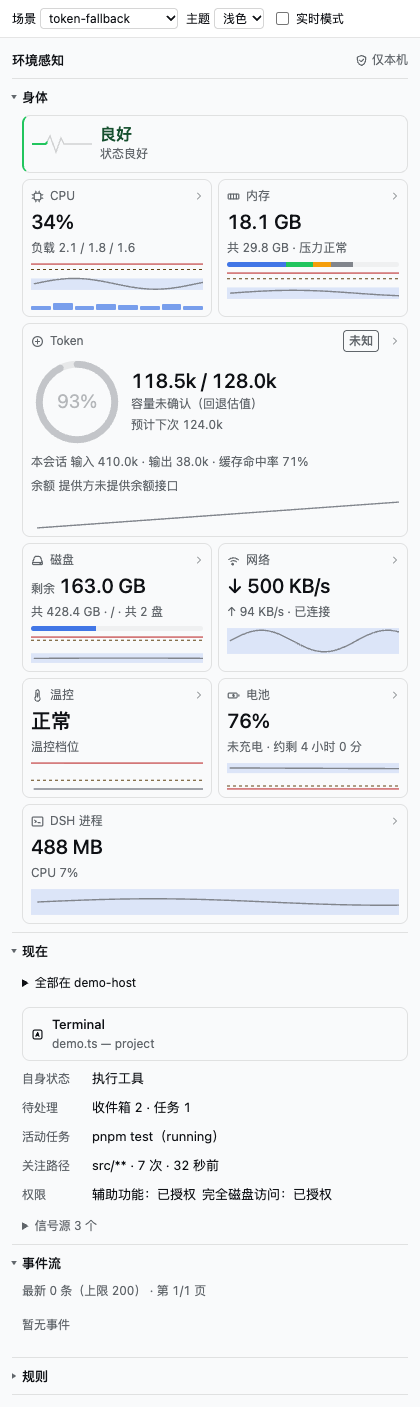 场景 token-fallback 主题 浅色 实时模式
环境感知 仅本机
身体
良好
状态良好
CPU
34%
负载 2.1 / 1.8 / 1.6
内存
18.1 GB
共 29.8 GB · 压力正常
Token 未知
93%
118.5k / 128.0k
容量未确认（回退估值）
预计下次 124.0k
本会话 输入 410.0k · 输出 38.0k · 缓存命中率 71%
余额 提供方未提供余额接口
磁盘
剩余 163.0 GB
共 428.4 GB · / · 共 2 盘
网络
↓ 500 KB/s
↑ 94 KB/s · 已连接
温控
正常
温控档位
电池
76%
未充电 · 约剩 4 小时 0 分
DSH 进程
488 MB
CPU 7%
现在
全部在 demo-host
Terminal
demo.ts — project
自身状态 执行工具
待处理 收件箱 2 · 任务 1
活动任务 pnpm test（running）
关注路径 src/** · 7 次 · 32 秒前
权限 辅助功能：已授权 完全磁盘访问：已授权
信号源 3 个
事件流
最新 0 条（上限 200） · 第 1/1 页
暂无事件
规则